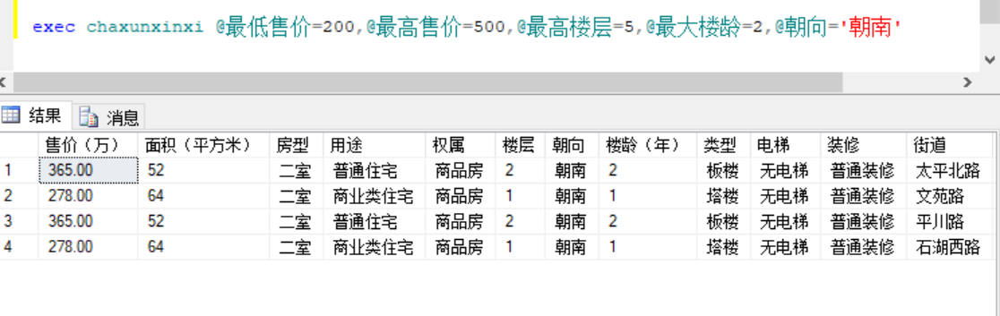 exec chaxunxinxi @最低售价=200,@最高售价=500,@最高楼层=5,@最大楼龄=2,@朝向='朝南'
结果 消息
售价（万） 面积（平方米） 房型 用途 权属 楼层 朝向 楼龄（年） 类型 电梯 装修 街道
1 365.00 52 二室 普通住宅 商品房 2 朝南 2 板楼 无电梯 普通装修 太平北路
2 278.00 64 二室 商业类住宅 商品房 1 朝南 1 塔楼 无电梯 普通装修 文苑路
3 365.00 52 二室 普通住宅 商品房 2 朝南 2 板楼 无电梯 普通装修 平川路
4 278.00 64 二室 商业类住宅 商品房 1 朝南 1 塔楼 无电梯 普通装修 石湖西路